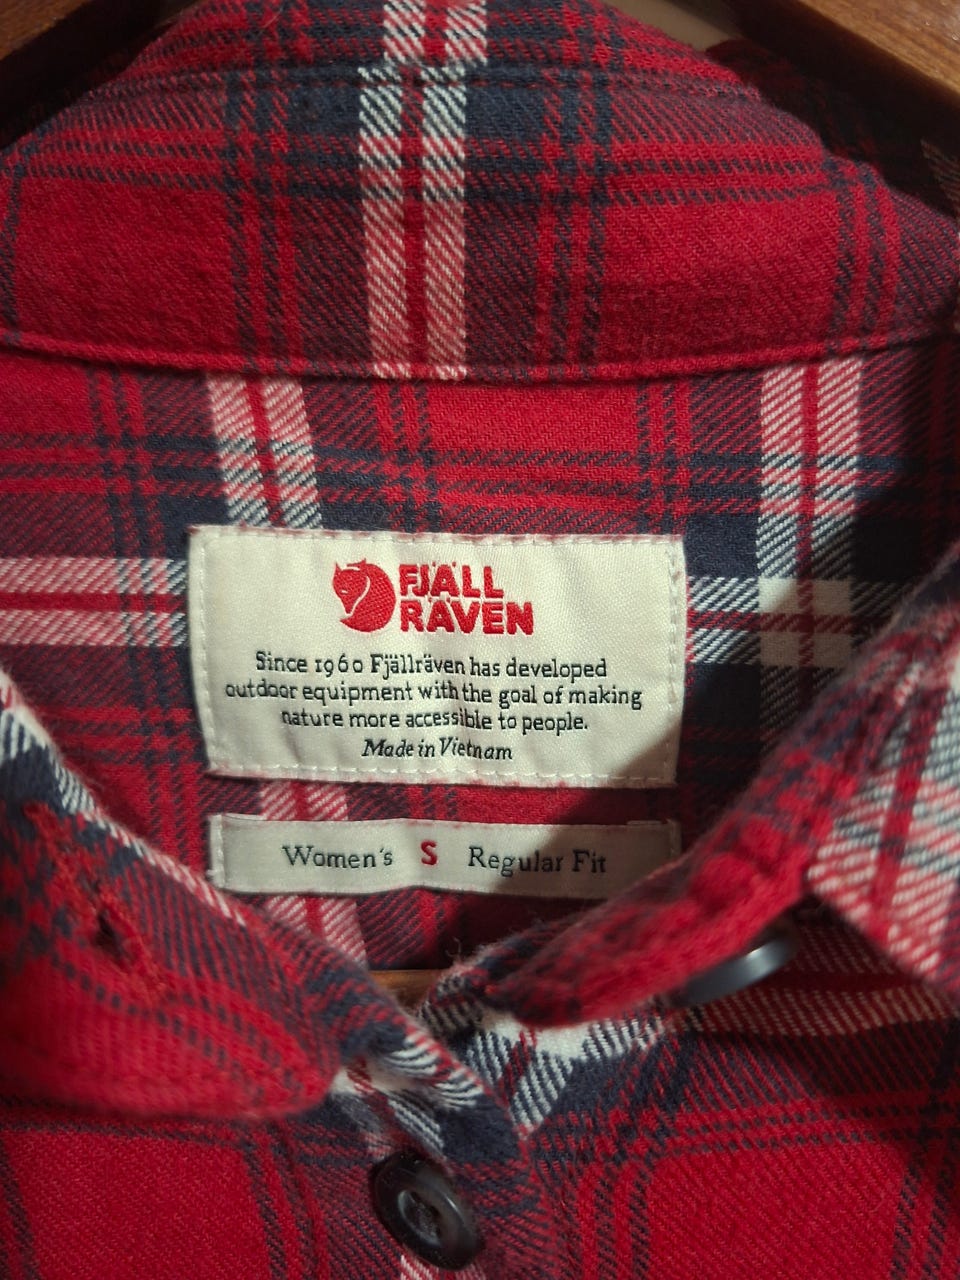 FJÄLL
RÄVEN
Since 1960 Fjällräven has developed
outdoor equipment with the goal of making
nature more accessible to people.
Made in Vietnam
Women's S Regular Fit